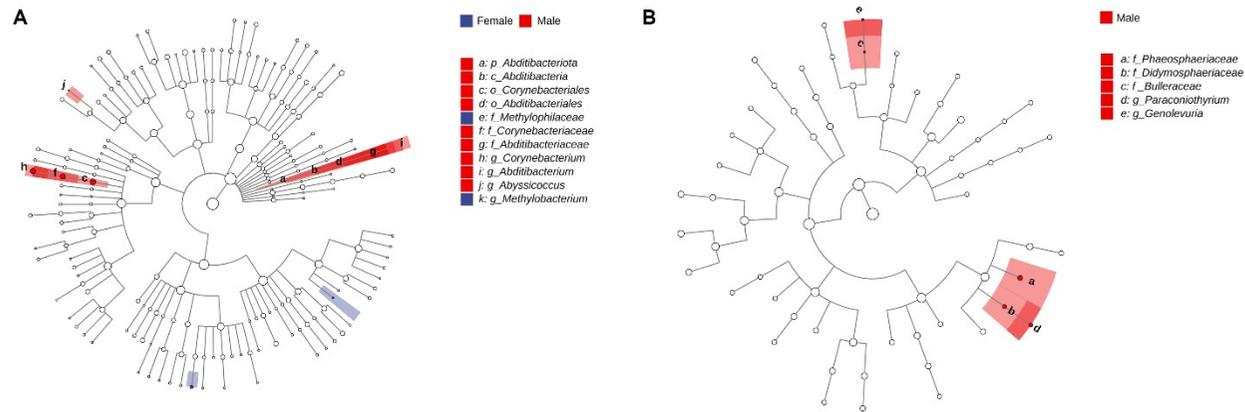 A
Female Male
a: p_Abditibacteriota
b: c_Abditibacteria
c: o_Corynebacteriales
d: o_Abditibacteriales
e: f_Methylophilaceae
f: f_Corynebacteriaceae
g: f_Abditibacteriaceae
h: g_Corynebacterium
i: g_Abditibacterium
j: g_Abyssicoccus
k: g_Methylobacterium
j
h f c
a b d g i
B
Male
a: f_Phaeosphaeriaceae
b: f_Didymosphaeriaceae
c: f_Bulleraceae
d: g_Paraconiothyrium
e: g_Genolevuria
e
c
a
b
d